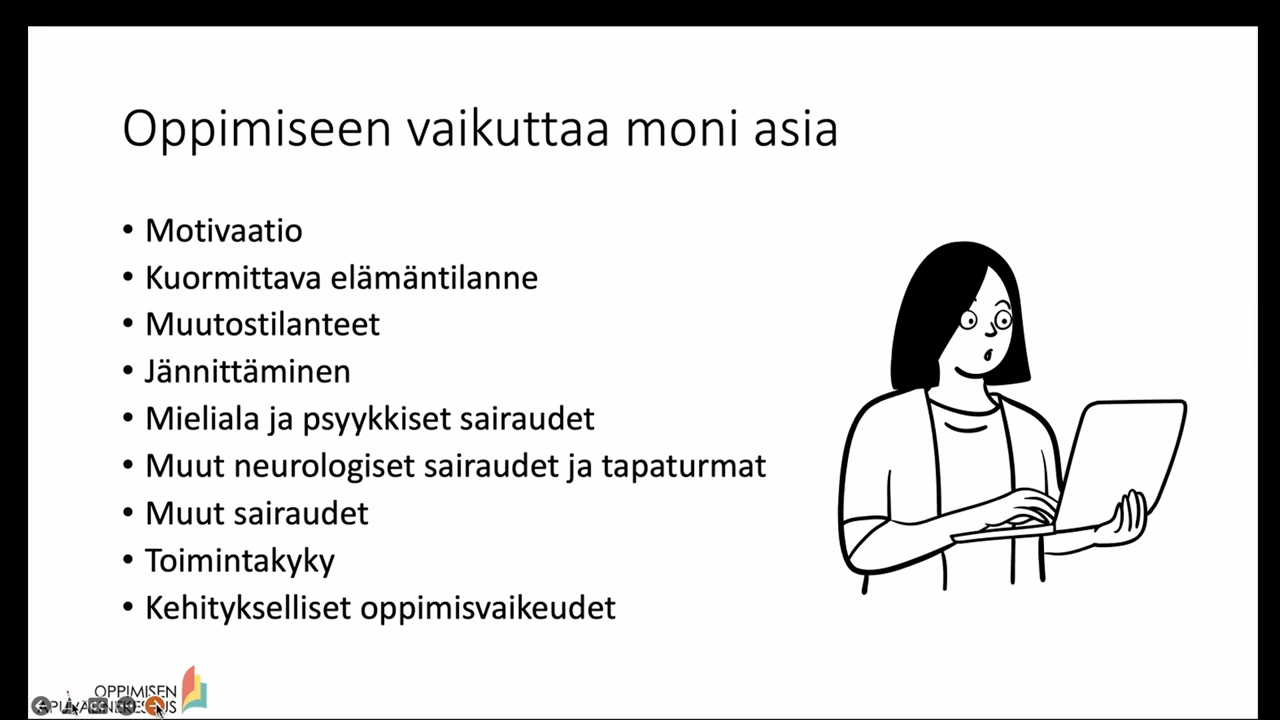 Oppimiseen vaikuttaa moni asia
• Motivaatio
• Kuormittava elämäntilanne
• Muutostilanteet
• Jännittäminen
• Mieliala ja psyykkiset sairaudet
• Muut neurologiset sairaudet ja tapaturmat
• Muut sairaudet
• Toimintakyky
• Kehitykselliset oppimisvaikeudet
OPPIMISEN